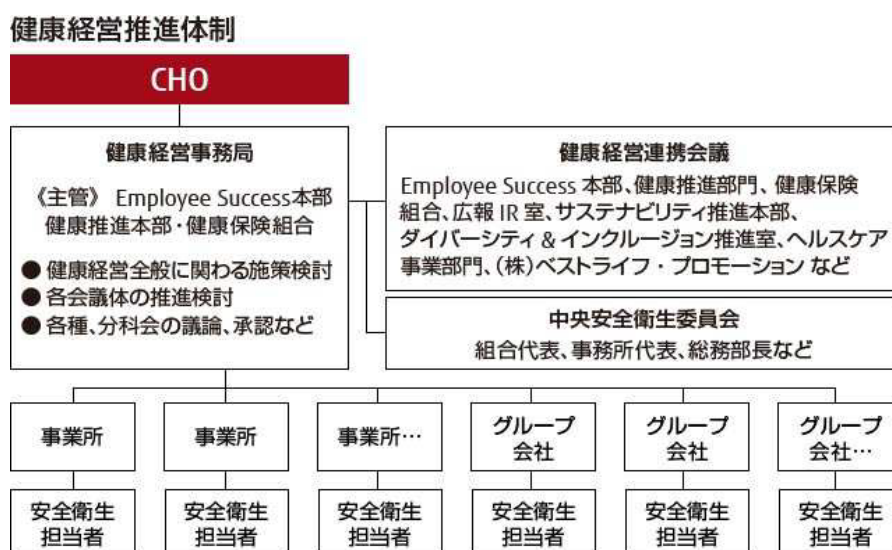 健康経営推進体制
CHO
健康経営事務局
《主管》 Employee Success本部
健康推進本部・健康保険組合
● 健康経営全般に関わる施策検討
● 各会議体の推進検討
● 各種、分科会の議論、承認など
健康経営連携会議
Employee Success 本部、健康推進部門、健康保険
組合、広報 IR 室、サステナビリティ推進本部、
ダイバーシティ & インクルージョン推進室、ヘルスケア
事業部門、(株)ベストライフ・プロモーション など
中央安全衛生委員会
組合代表、事務所代表、総務部長など
事業所
事業所
事業所…
グループ
会社
グループ
会社
グループ
会社…
安全衛生
担当者
安全衛生
担当者
安全衛生
担当者
安全衛生
担当者
安全衛生
担当者
安全衛生
担当者